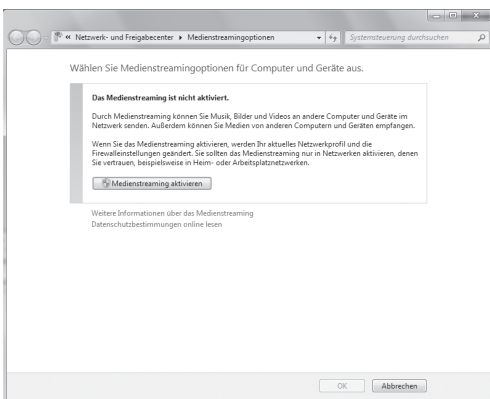 « Netzwerk- und Freigabecenter ▸ Medienstreamingoptionen
Systemsteuerung durchsuchen
Wählen Sie Medienstreamingoptionen für Computer und Geräte aus.
Das Medienstreaming ist nicht aktiviert.
Durch Medienstreaming können Sie Musik, Bilder und Videos an andere Computer und Geräte im
Netzwerk senden. Außerdem können Sie Medien von anderen Computern und Geräten empfangen.
Wenn Sie das Medienstreaming aktivieren, werden Ihr aktuelles Netzwerkprofil und die
Firewalleinstellungen geändert. Sie sollten das Medienstreaming nur in Netzwerken aktivieren, denen
Sie vertrauen, beispielsweise in Heim- oder Arbeitsplatznetzwerken.
Medienstreaming aktivieren
Weitere Informationen über das Medienstreaming
Datenschutzbestimmungen online lesen
OK Abbrechen